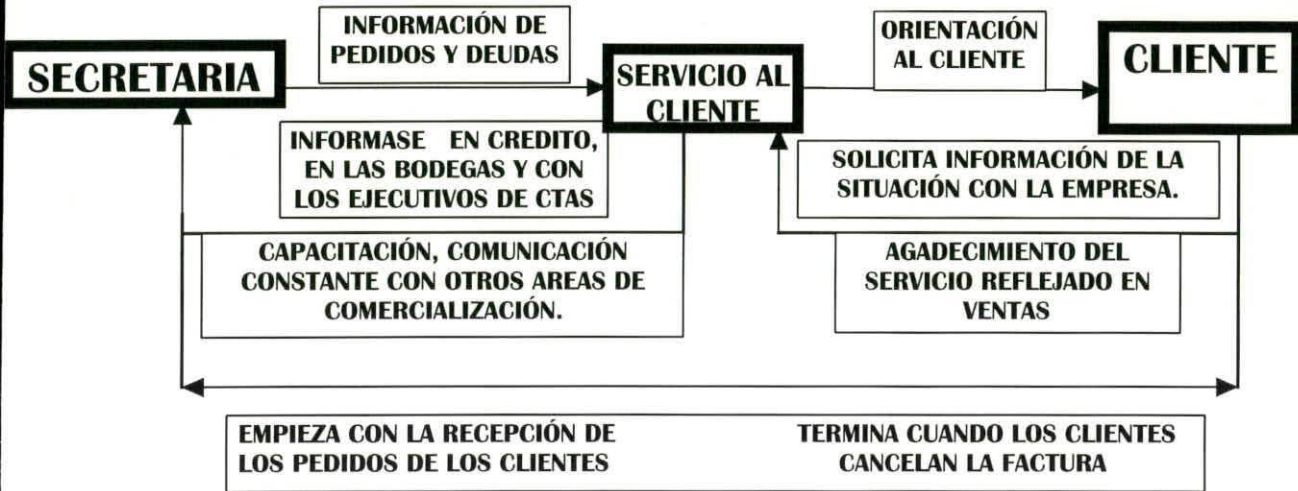 SECRETARIA
INFORMACIÓN DE
PEDIDOS Y DEUDAS
SERVICIO AL
CLIENTE
ORIENTACIÓN
AL CLIENTE
CLIENTE
INFORMASE EN CREDITO,
EN LAS BODEGAS Y CON
LOS EJECUTIVOS DE CTAS
SOLICITA INFORMACIÓN DE LA
SITUACIÓN CON LA EMPRESA.
CAPACITACIÓN, COMUNICACIÓN
CONSTANTE CON OTROS AREAS DE
COMERCIALIZACIÓN.
AGADECIMIENTO DEL
SERVICIO REFLEJADO EN
VENTAS
EMPIEZA CON LA RECEPCIÓN DE
LOS PEDIDOS DE LOS CLIENTES
TERMINA CUANDO LOS CLIENTES
CANCELAN LA FACTURA